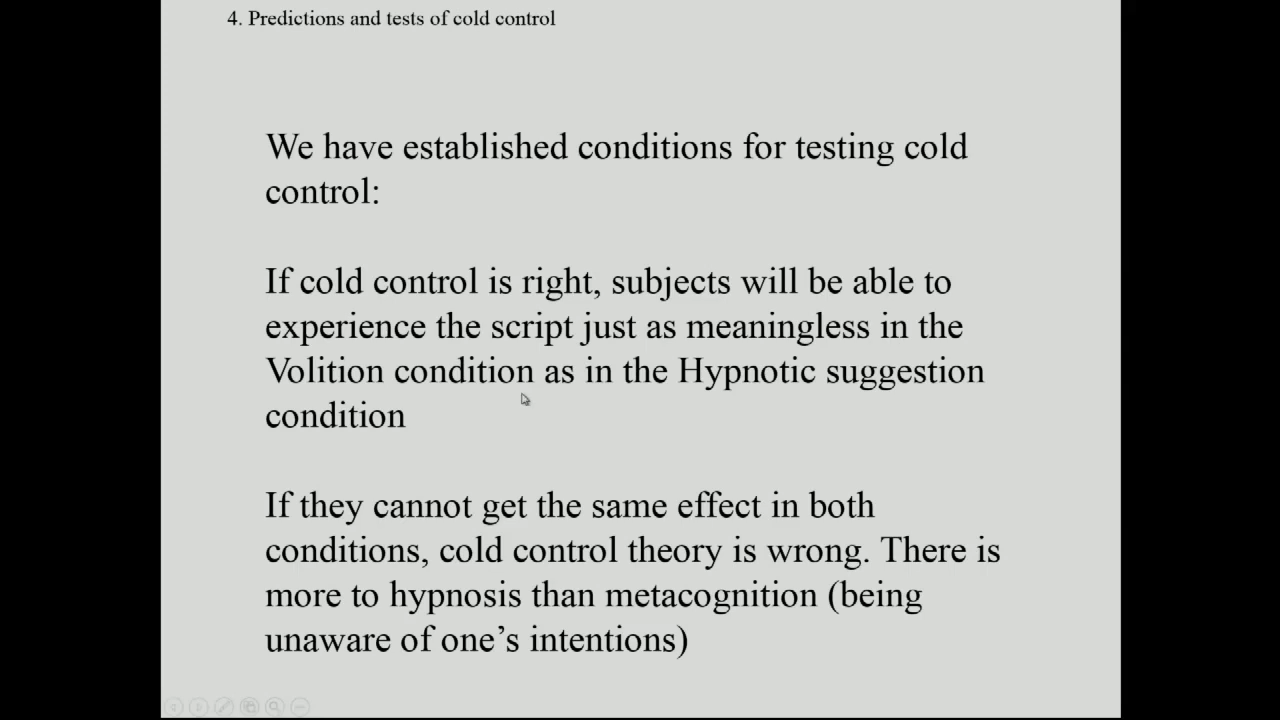 4. Predictions and tests of cold control
We have established conditions for testing cold
control:
If cold control is right, subjects will be able to
experience the script just as meaningless in the
Volition condition as in the Hypnotic suggestion
condition
If they cannot get the same effect in both
conditions, cold control theory is wrong. There is
more to hypnosis than metacognition (being
unaware of one’s intentions)